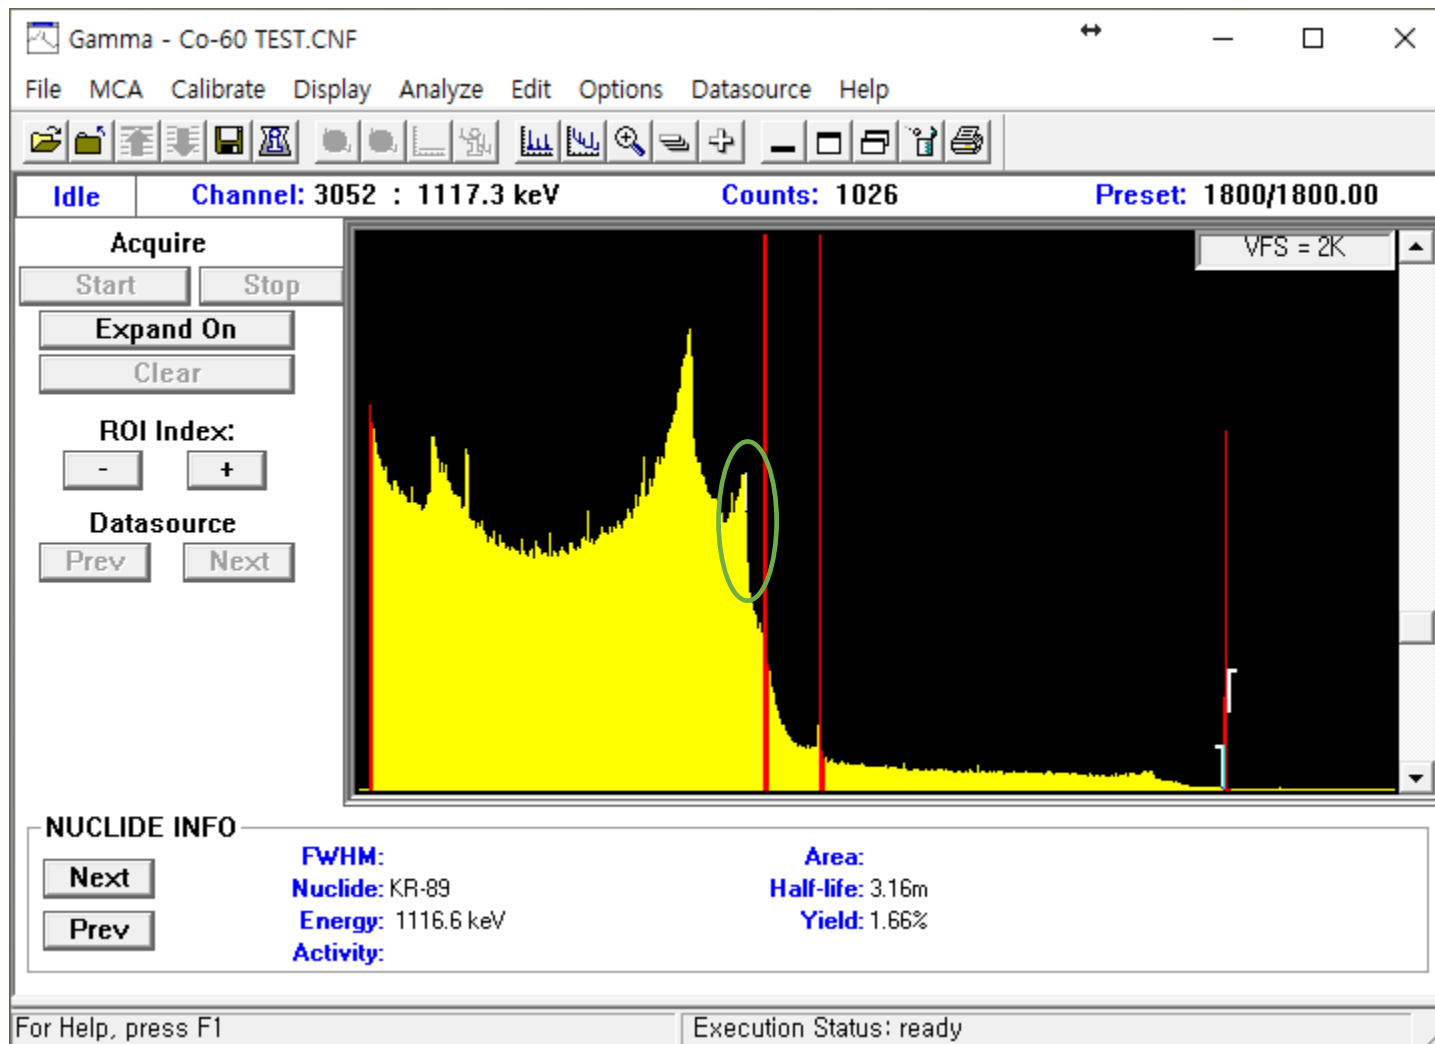 Gamma - Co-60 TEST.CNF
File MCA Calibrate Display Analyze Edit Options Datasource Help
Idle Channel: 3052 : 1117.3 keV Counts: 1026 Preset: 1800/1800.00
Acquire
Start Stop
Expand On
Clear
ROI Index:
- +
Datasource
Prev Next
VFS = 2K
NUCLIDE INFO
Next
Prev
FWHM: Area:
Nuclide: KR-89 Half-life: 3.16m
Energy: 1116.6 keV Yield: 1.66%
Activity:
For Help, press F1 Execution Status: ready